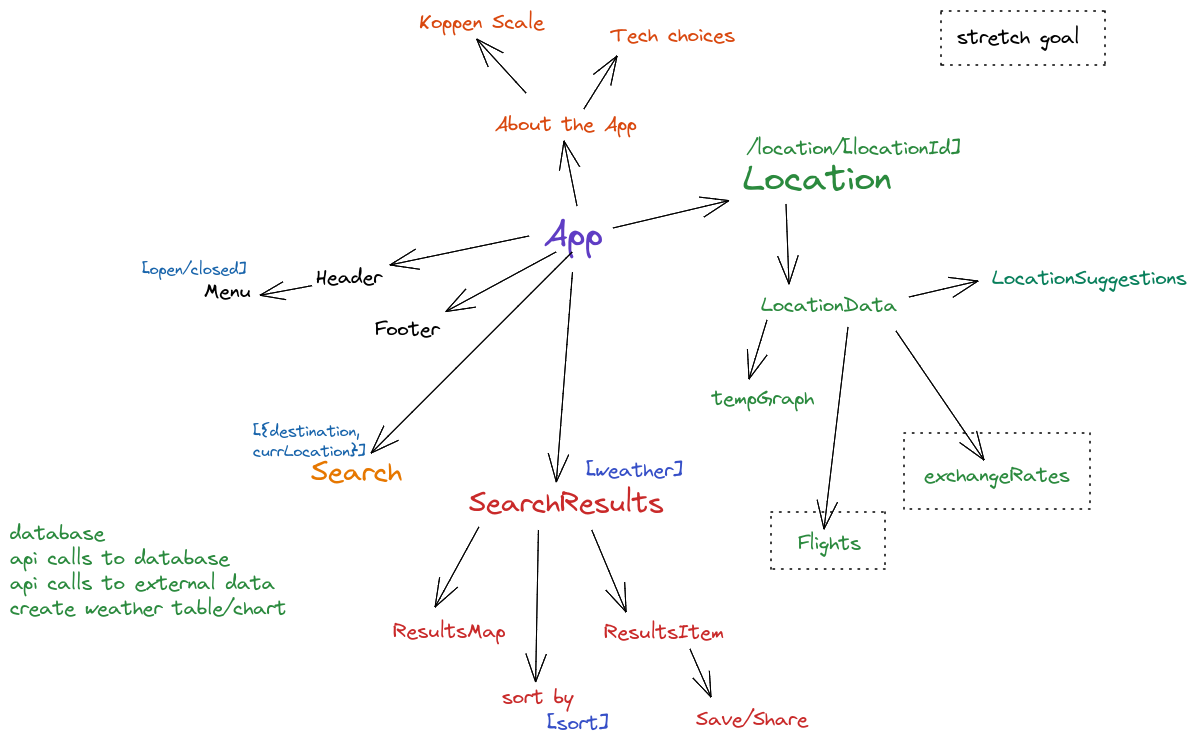 Koppen Scale
Tech choices
stretch goal
About the App
/location/[locationId]
Location
App
[open/closed]
Menu
Header
LocationSuggestions
LocationData
Footer
tempGraph
[{destination,
currLocation}]
Search
[weather]
SearchResults
exchangeRates
Flights
database
api calls to database
api calls to external data
create weather table/chart
ResultsMap
ResultsItem
sort by
[sort]
Save/Share